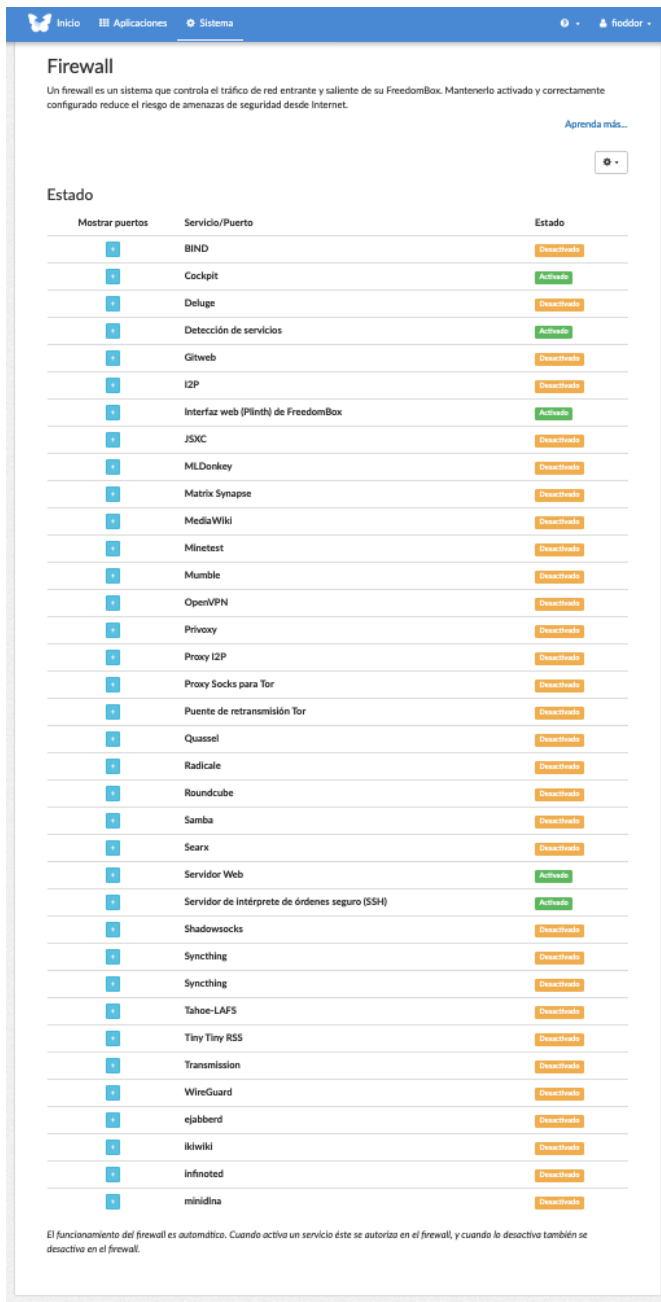 Inicio Aplicaciones Sistema fioddor
Firewall
Un firewall es un sistema que controla el tráfico de red entrante y saliente de su FreedomBox. Mantenerlo activado y correctamente
configurado reduce el riesgo de amenazas de seguridad desde Internet.
Aprenda más...
Estado
Mostrar puertos Servicio/Puerto Estado
+ BIND Desactivado
+ Cockpit Activado
+ Deluge Desactivado
+ Detección de servicios Activado
+ Gitweb Desactivado
+ I2P Desactivado
+ Interfaz web (Plinth) de FreedomBox Activado
+ JSXC Desactivado
+ MLDonkey Desactivado
+ Matrix Synapse Desactivado
+ MediaWiki Desactivado
+ Minetest Desactivado
+ Mumble Desactivado
+ OpenVPN Desactivado
+ Privoxy Desactivado
+ Proxy I2P Desactivado
+ Proxy Socks para Tor Desactivado
+ Puente de retransmisión Tor Desactivado
+ Quassel Desactivado
+ Radicale Desactivado
+ Roundcube Desactivado
+ Samba Desactivado
+ Searx Desactivado
+ Servidor Web Activado
+ Servidor de intérprete de órdenes seguro (SSH) Activado
+ Shadowsocks Desactivado
+ Syncthing Desactivado
+ Syncthing Desactivado
+ Tahoe-LAFS Desactivado
+ Tiny Tiny RSS Desactivado
+ Transmission Desactivado
+ WireGuard Desactivado
+ ejabberd Desactivado
+ ikiwiki Desactivado
+ infinoted Desactivado
+ minidlna Desactivado
El funcionamiento del firewall es automático. Cuando activa un servicio éste se autoriza en el firewall, y cuando lo desactiva también se
desactiva en el firewall.